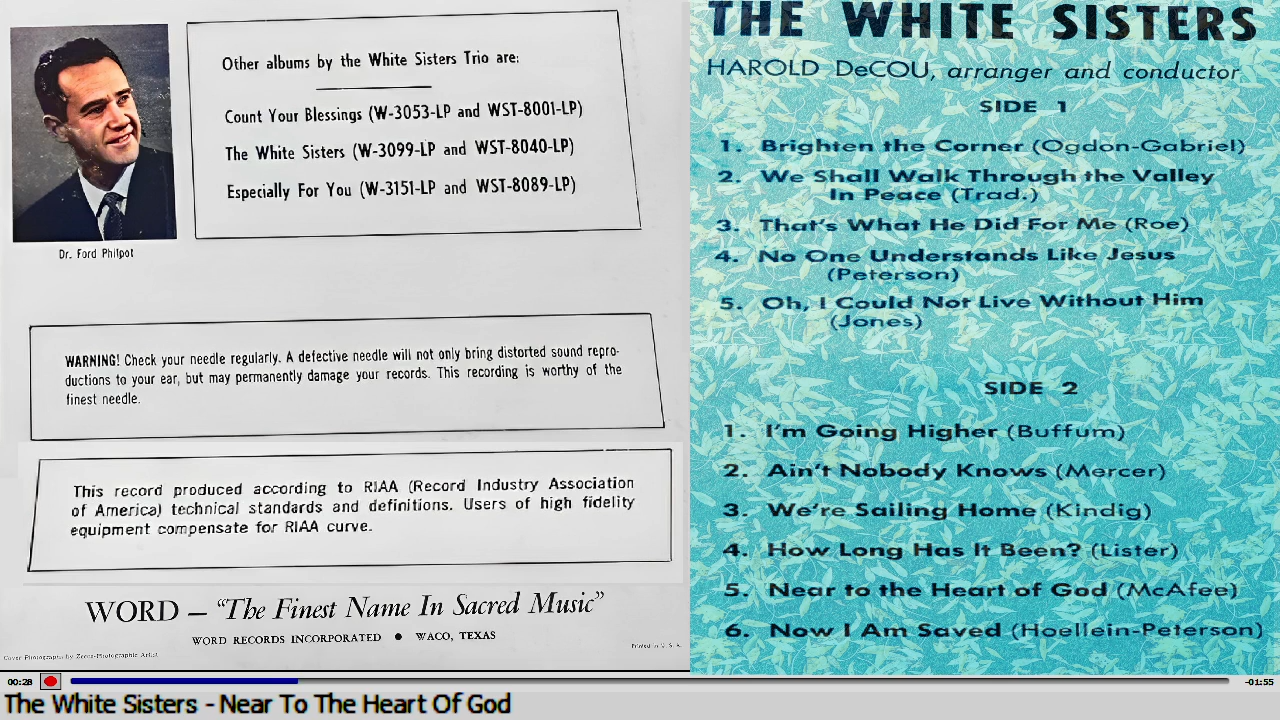 Other albums by the White Sisters Trio are:
Count Your Blessings (W-3053-LP and WST-8001-LP)
The White Sisters (W-3099-LP and WST-8040-LP)
Especially For You (W-3151-LP and WST-8089-LP)
Dr. Ford Philpot
WARNING! Check your needle regularly. A defective needle will not only bring distorted sound repro-
ductions to your ear, but may permanently damage your records. This recording is worthy of the
finest needle.
This record produced according to RIAA (Record Industry Association
of America) technical standards and definitions. Users of high fidelity
equipment compensate for RIAA curve.
WORD — "The Finest Name In Sacred Music"
WORD RECORDS INCORPORATED ● WACO, TEXAS
Cover Photographs by Zeeca-Photographic Artist
Printed in U. S. A.
THE WHITE SISTERS
HAROLD DeCOU, arranger and conductor
SIDE 1
1. Brighten the Corner (Ogdon-Gabriel)
2. We Shall Walk Through the Valley
In Peace (Trad.)
3. That's What He Did For Me (Roe)
4. No One Understands Like Jesus
(Peterson)
5. Oh, I Could Not Live Without Him
(Jones)
SIDE 2
1. I'm Going Higher (Buffum)
2. Ain't Nobody Knows (Mercer)
3. We're Sailing Home (Kindig)
4. How Long Has It Been? (Lister)
5. Near to the Heart of God (McAfee)
6. Now I Am Saved (Hoellein-Peterson)
00:28
-01:55
The White Sisters - Near To The Heart Of God